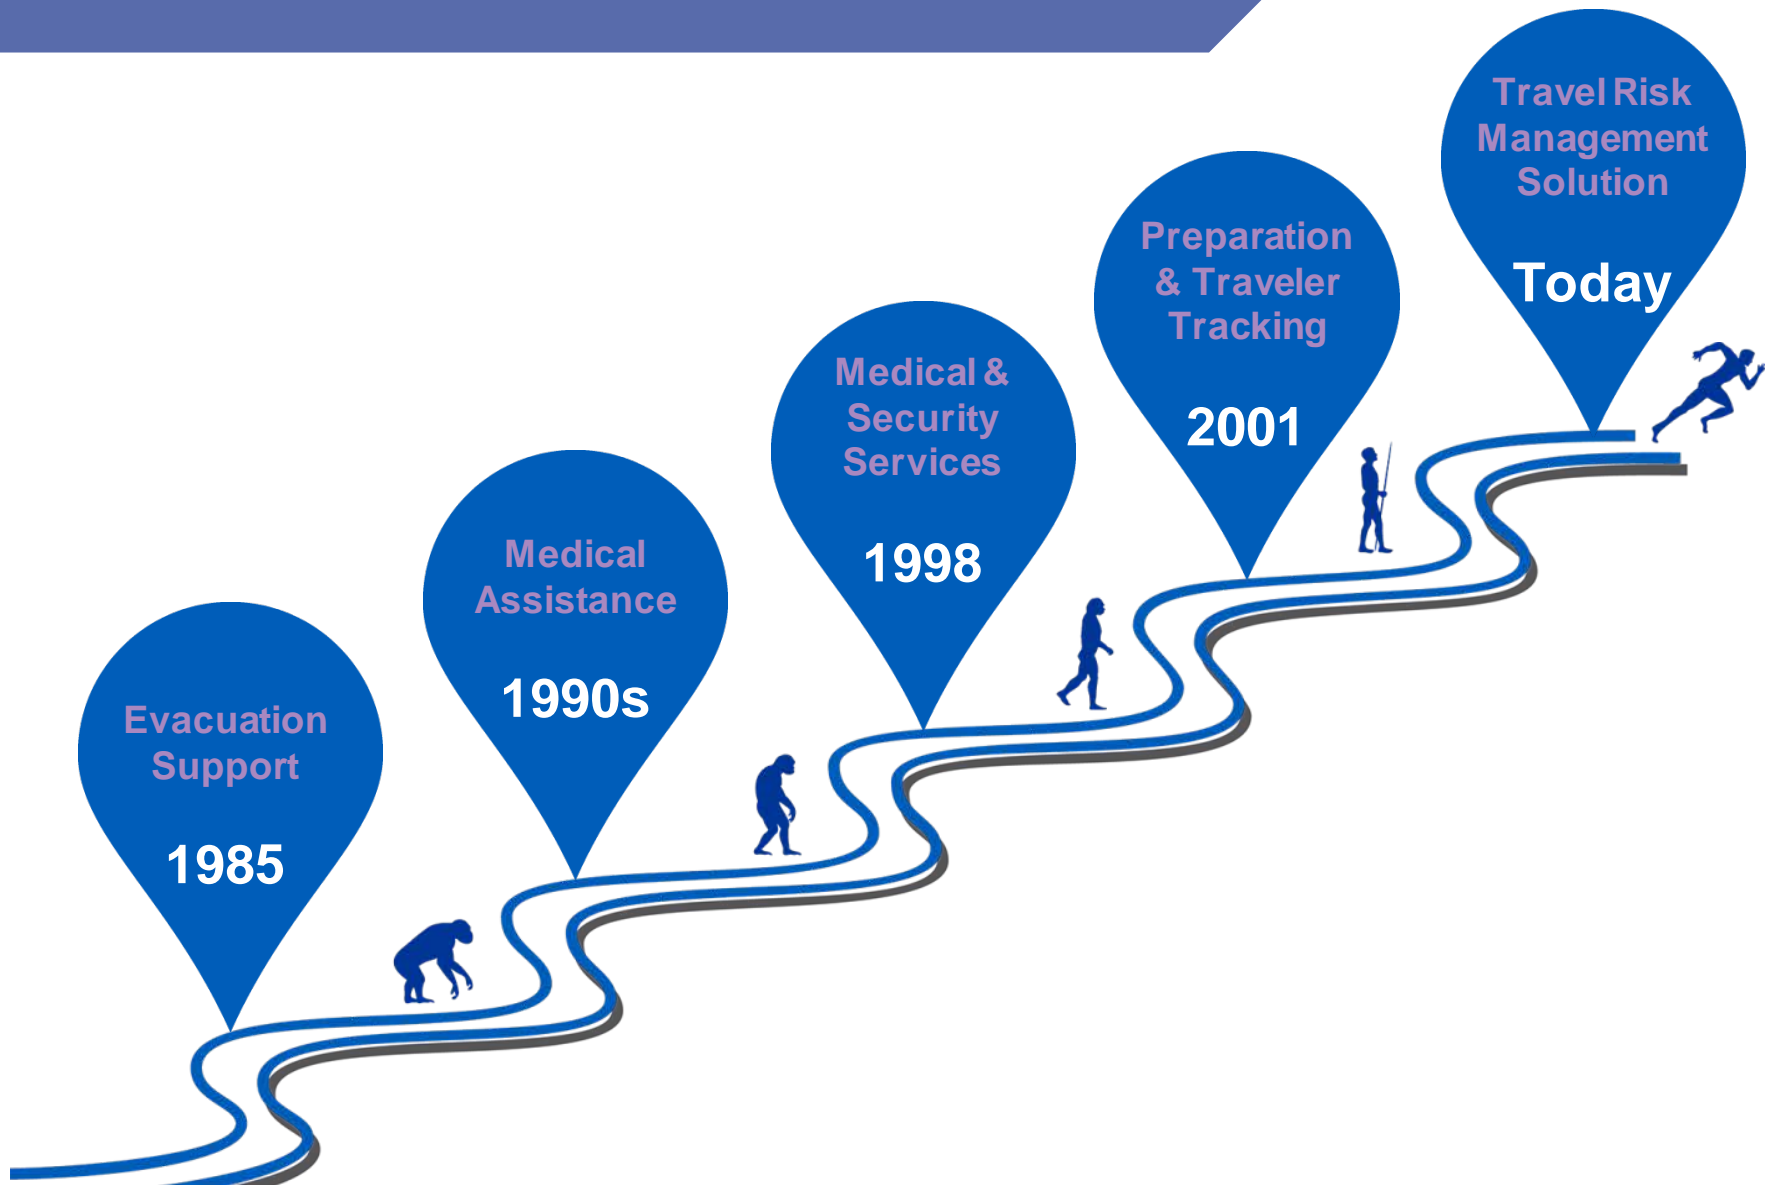 Evacuation
Support
1985
Medical
Assistance
1990s
Medical &
Security
Services
1998
Preparation
& Traveler
Tracking
2001
Travel Risk
Management
Solution
Today